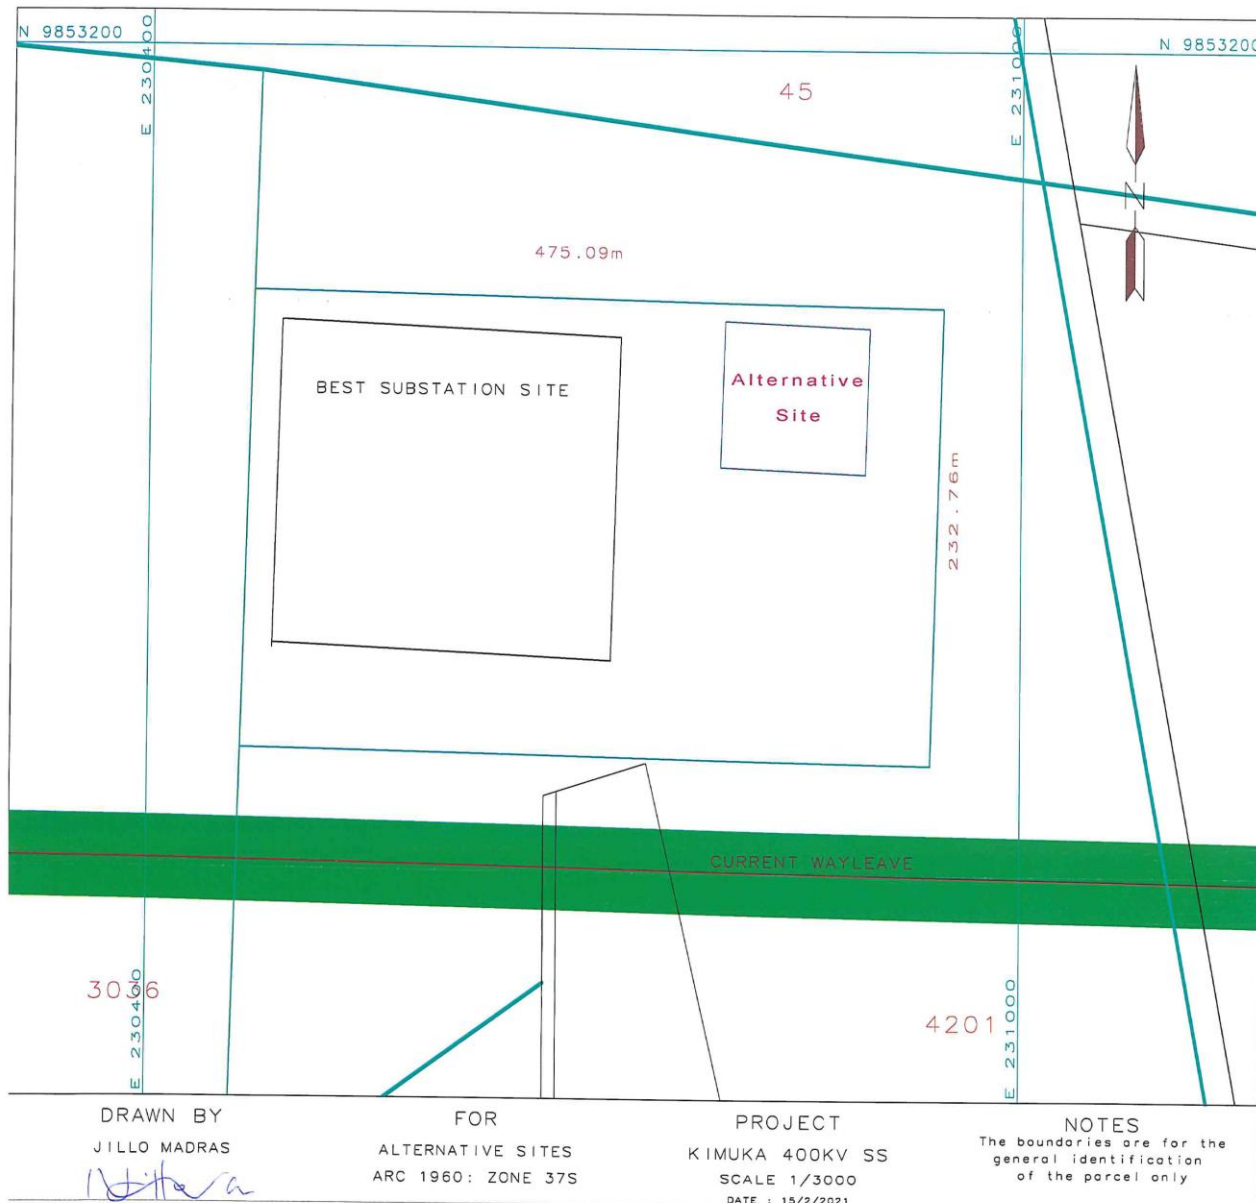 N 9853200
E 230400
45
E 231000
N 9853200
N
475.09m
BEST SUBSTATION SITE
Alternative
Site
232.76m
CURRENT WAYLEAVE
3036
E 230400
4201
E 231000
DRAWN BY
JILLO MADRAS
FOR
ALTERNATIVE SITES
ARC 1960: ZONE 37S
PROJECT
KIMUKA 400KV SS
SCALE 1/3000
DATE : 15/2/2021
NOTES
The boundaries are for the
general identification
of the parcel only